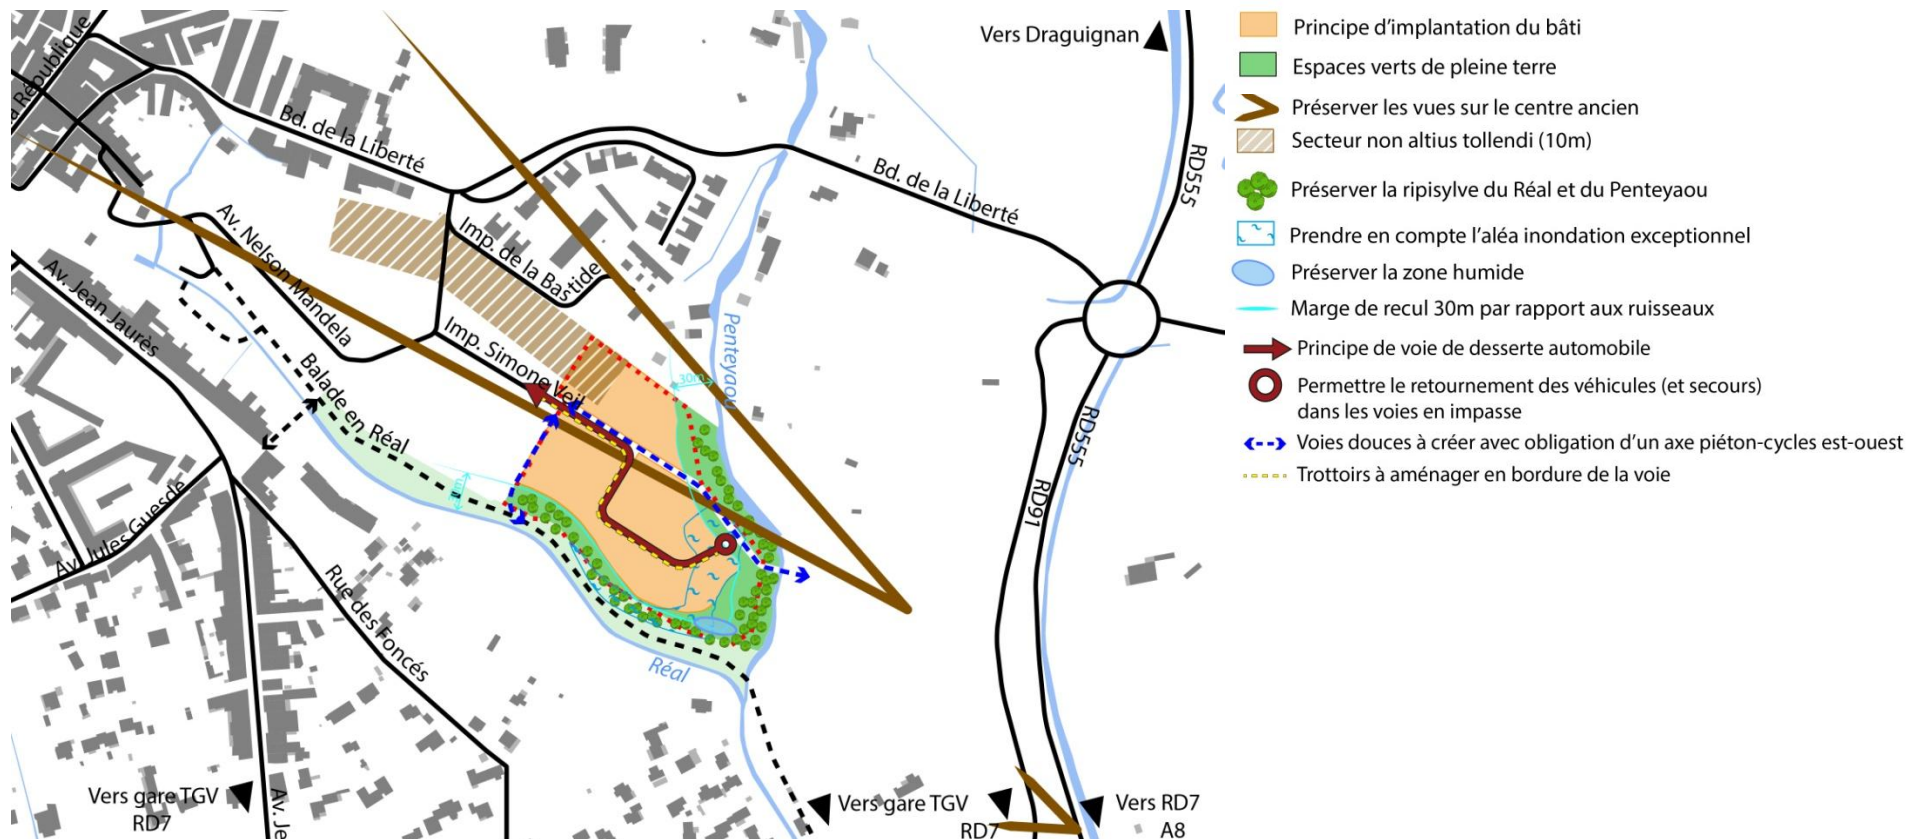 Vers Draguignan
la République
Bd. de la Liberté
Bd. de la Liberté
RD555
Av. Nelson Mandela
Imp. de la Bastide
Av. Jean Jaurès
Imp. Simone Veil
Penteyaou
30m
Balade en Réal
RD555
RD91
Av. Jules Guesde
Rue des Foncés
Réal
Vers gare TGV
RD7
Av. Je
Vers gare TGV
RD7
Vers RD7
A8
Principe d'implantation du bâti
Espaces verts de pleine terre
Préserver les vues sur le centre ancien
Secteur non altius tollendi (10m)
Préserver la ripisylve du Réal et du Penteyaou
Prendre en compte l'aléa inondation exceptionnel
Préserver la zone humide
Marge de recul 30m par rapport aux ruisseaux
Principe de voie de desserte automobile
Permettre le retournement des véhicules (et secours)
dans les voies en impasse
Voies douces à créer avec obligation d'un axe piéton-cycles est-ouest
Trottoirs à aménager en bordure de la voie